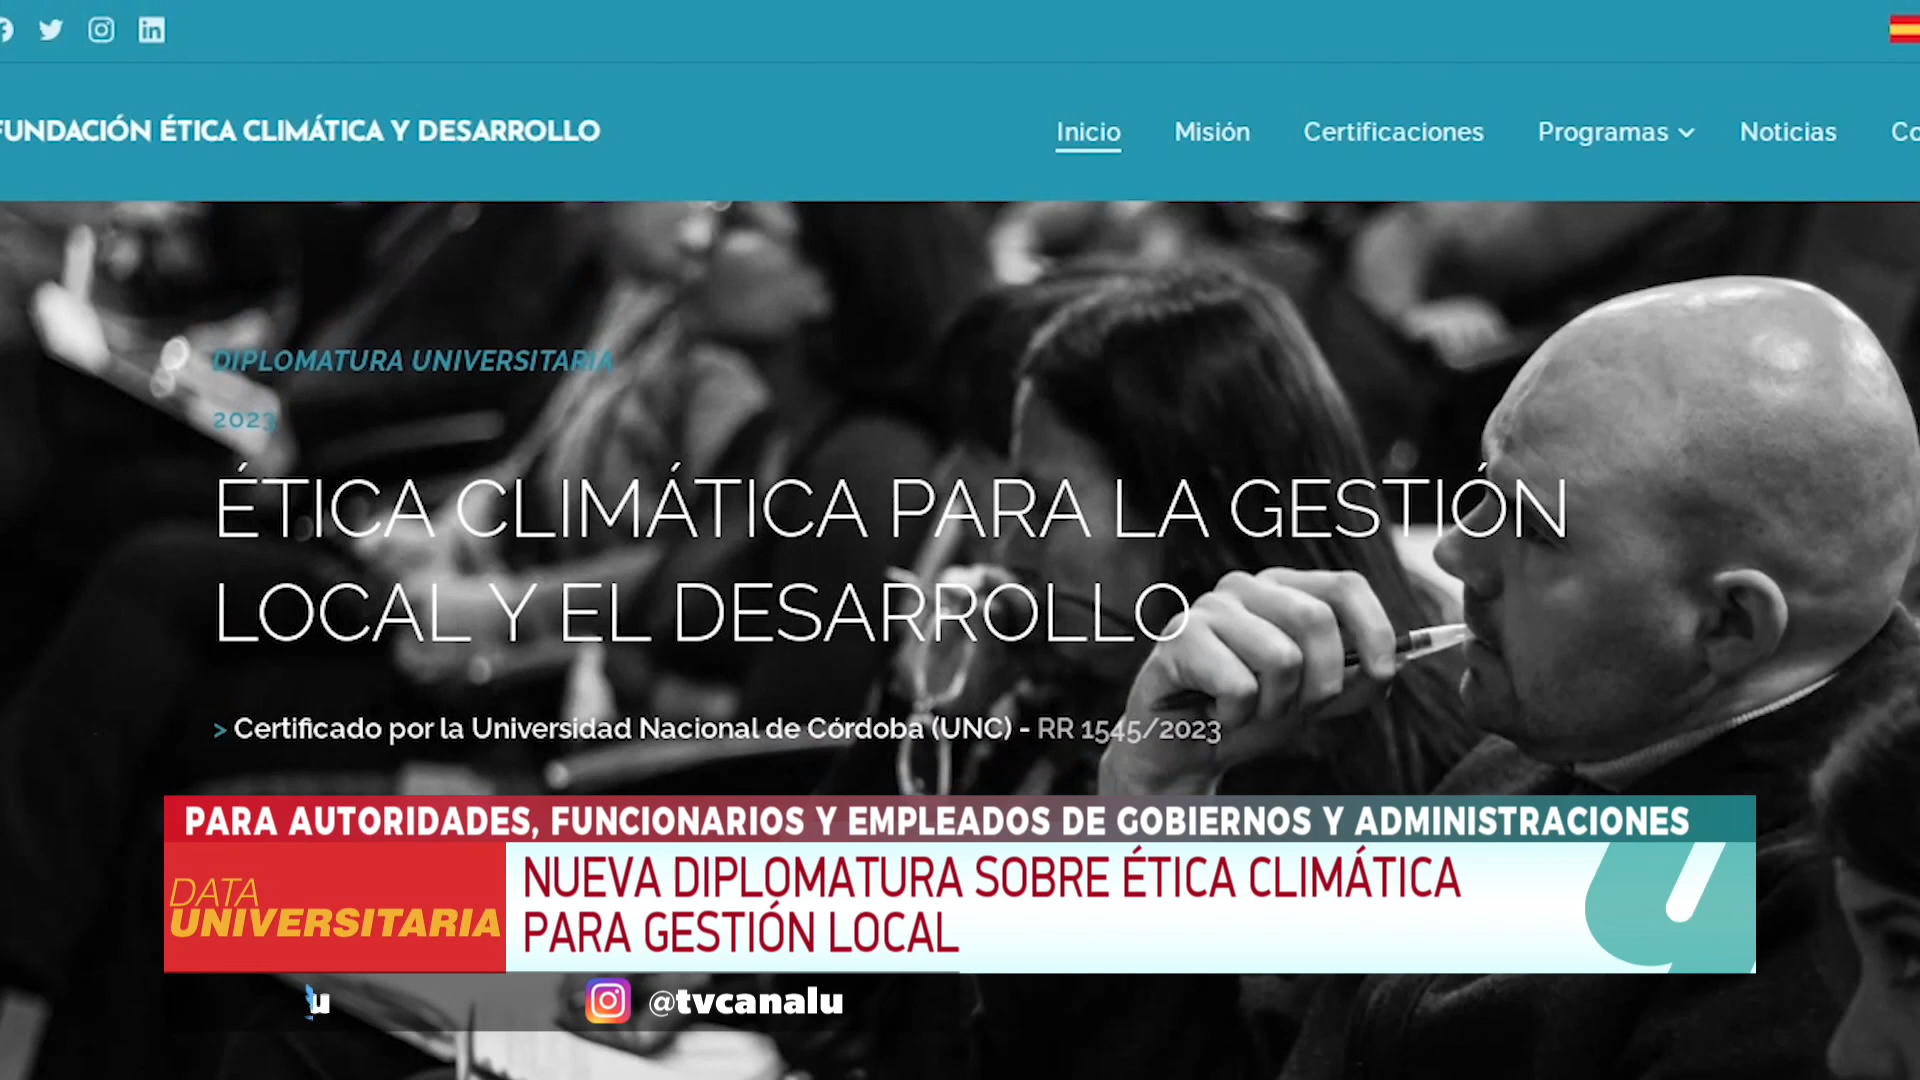 FUNDACIÓN ÉTICA CLIMÁTICA Y DESARROLLO
Inicio Misión Certificaciones Programas Noticias
DIPLOMATURA UNIVERSITARIA
2023
ÉTICA CLIMÁTICA PARA LA GESTIÓN
LOCAL Y EL DESARROLLO
> Certificado por la Universidad Nacional de Córdoba (UNC) - RR 1545/2023
PARA AUTORIDADES, FUNCIONARIOS Y EMPLEADOS DE GOBIERNOS Y ADMINISTRACIONES
DATA
UNIVERSITARIA
NUEVA DIPLOMATURA SOBRE ÉTICA CLIMÁTICA
PARA GESTIÓN LOCAL
u
@tvcanalu